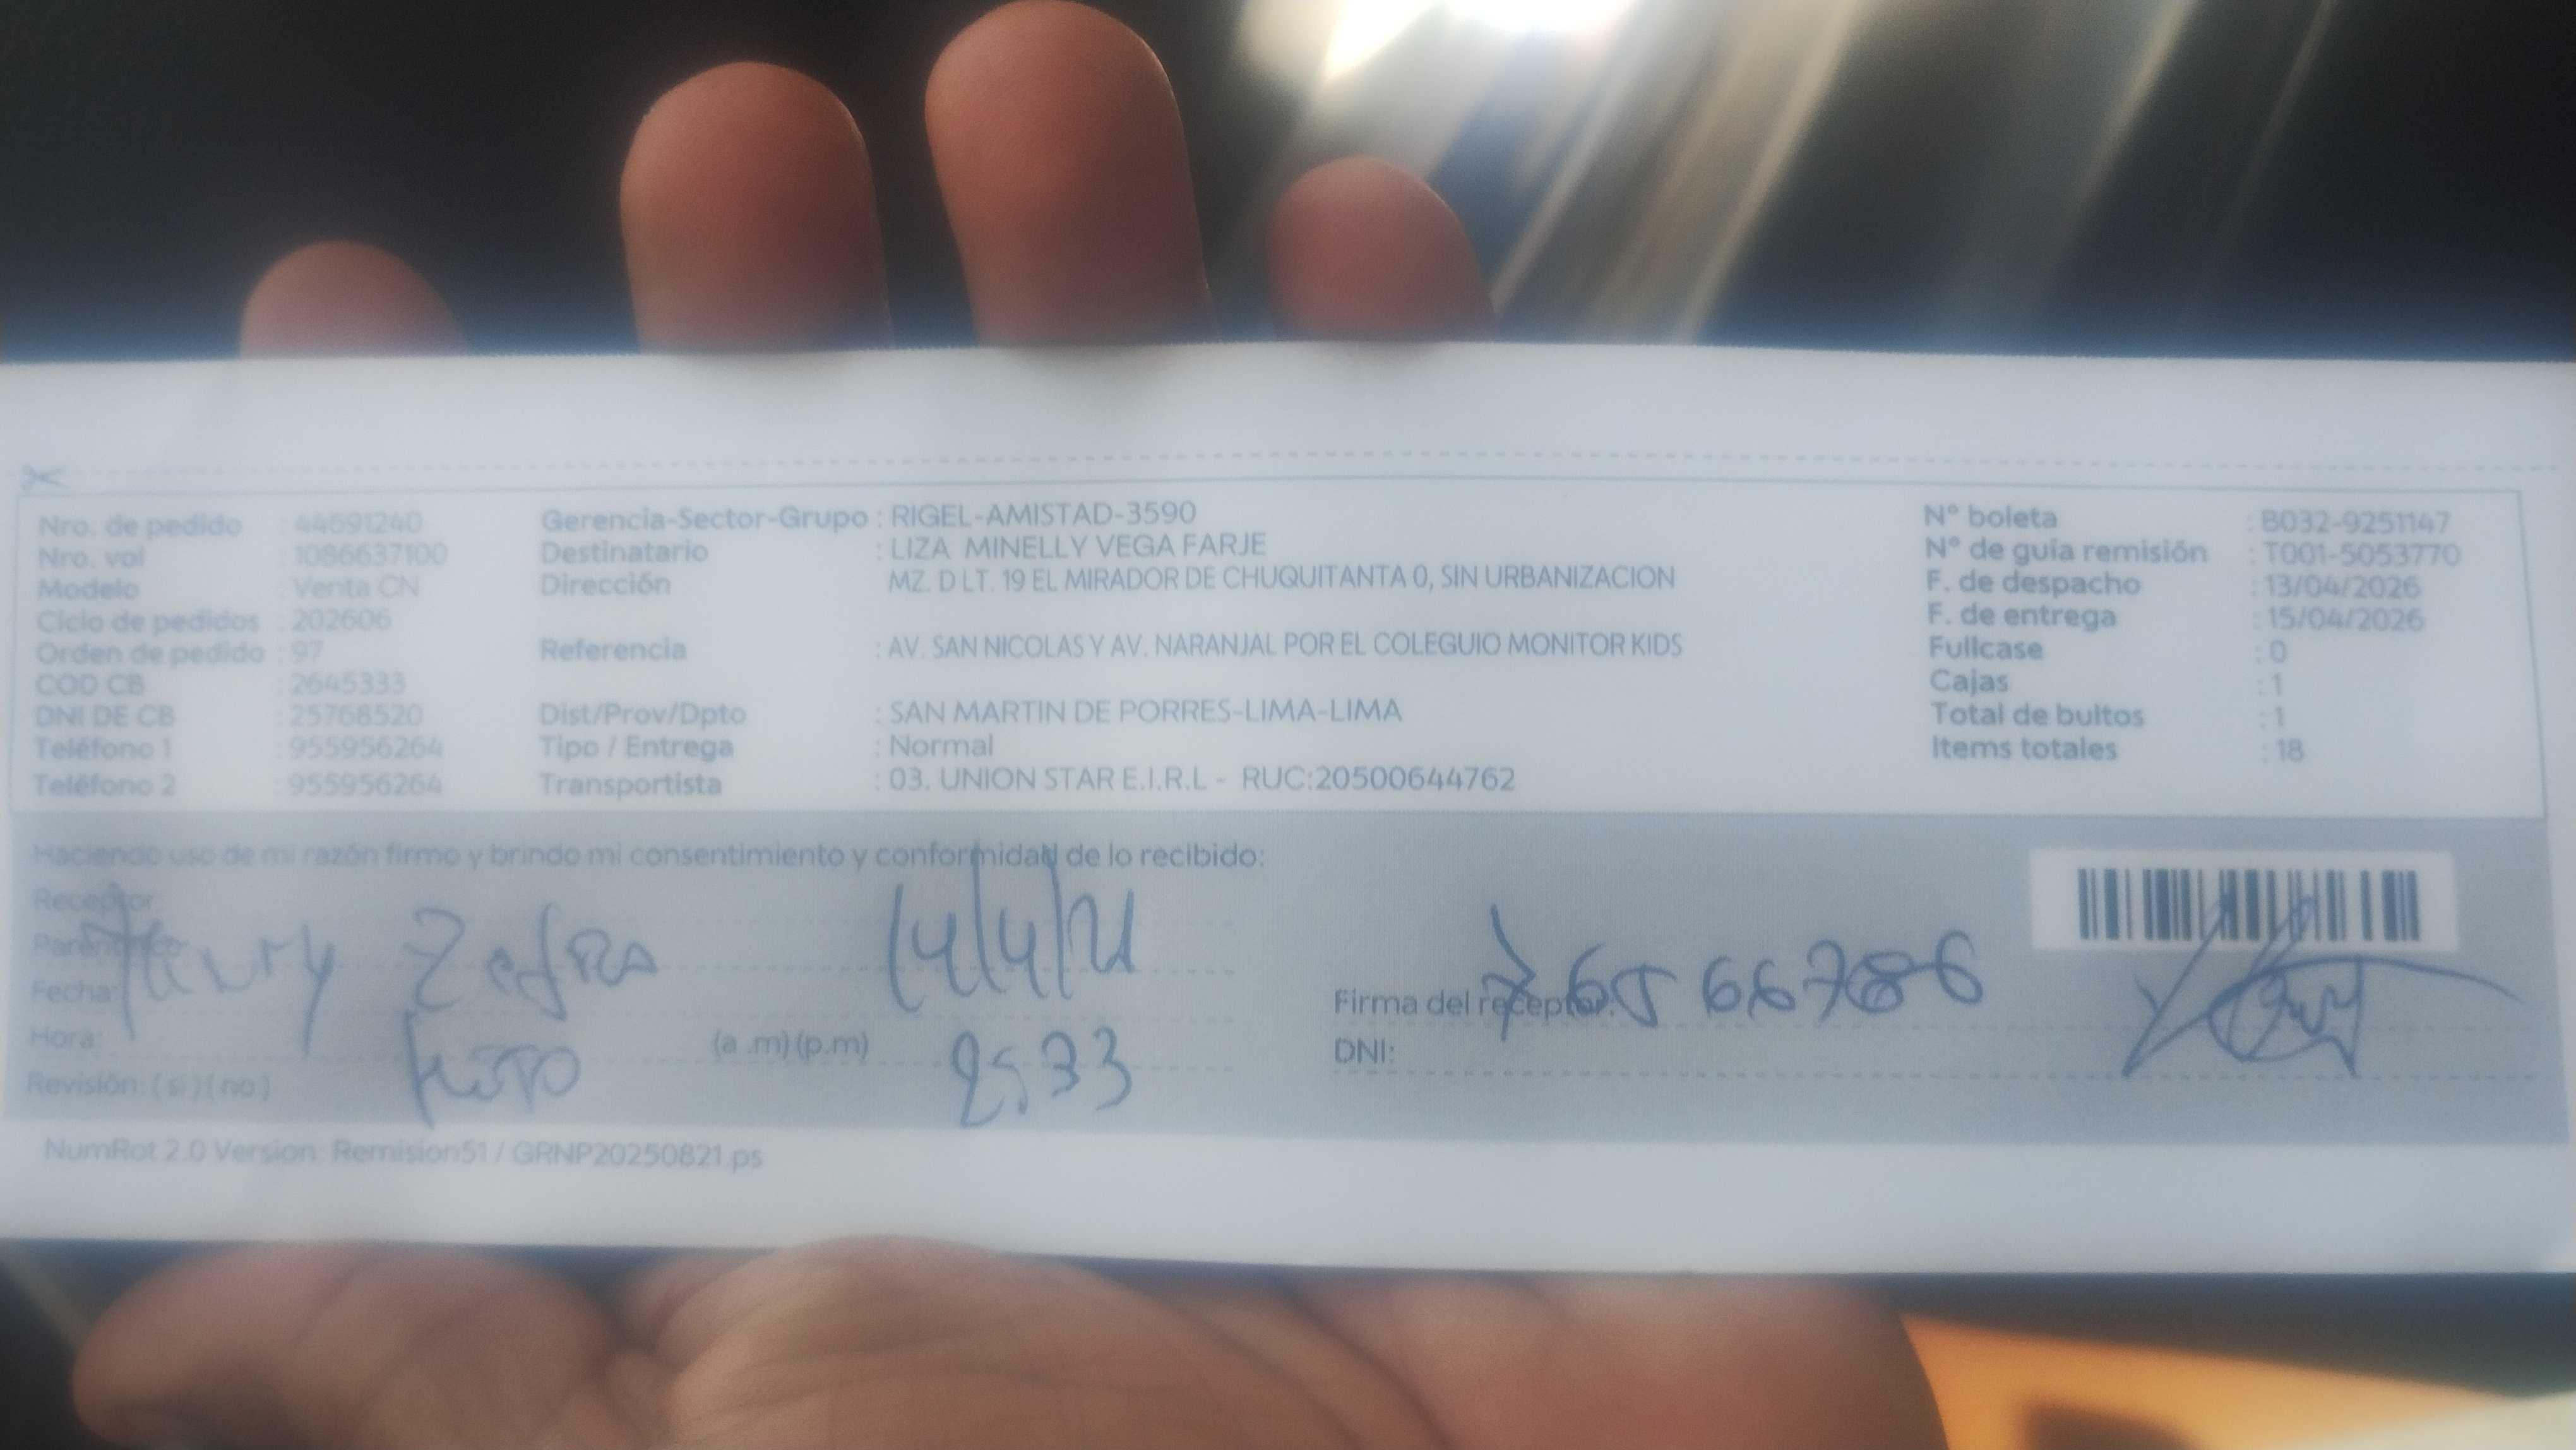 Nro. de pedido : 44691240
Nro. vol : 1086637100
Modelo : Venta CN
Ciclo de pedidos : 202606
Orden de pedido : 97
COD CB : 2645333
DNI DE CB : 25768520
Teléfono 1 : 955956264
Teléfono 2 : 955956264
Gerencia-Sector-Grupo : RIGEL-AMISTAD-3590
Destinatario : LIZA MINELLY VEGA FARJE
Dirección MZ. D LT. 19 EL MIRADOR DE CHUQUITANTA 0, SIN URBANIZACION
Referencia : AV. SAN NICOLAS Y AV. NARANJAL POR EL COLEGUIO MONITOR KIDS
Dist/Prov/Dpto : SAN MARTIN DE PORRES-LIMA-LIMA
Tipo / Entrega : Normal
Transportista : 03. UNION STAR E.I.R.L - RUC:20500644762
N° boleta : B032-9251147
N° de guía remisión : T001-5053770
F. de despacho : 13/04/2026
F. de entrega : 15/04/2026
Fullcase : 0
Cajas : 1
Total de bultos : 1
Items totales : 18
Haciendo uso de mi razón firmo y brindo mi consentimiento y conformidad de lo recibido:
Receptor:
Parentesco:
Fecha:
Hora: (a .m) (p.m)
Revisión: ( si ) ( no )
Firma del receptor:
DNI:
NumRot 2.0 Version: Remision51 / GRNP20250821.ps